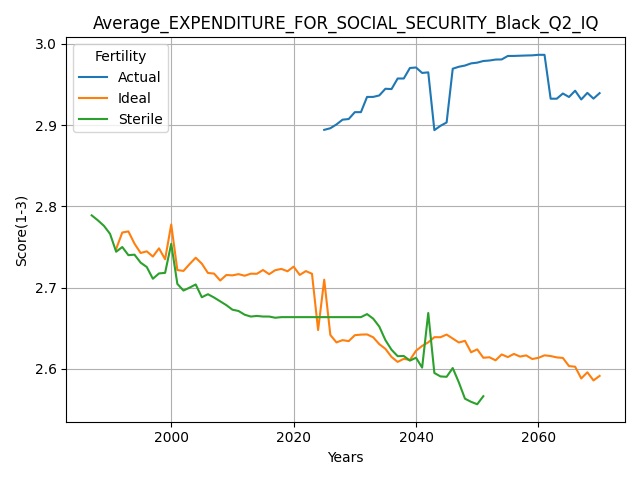 Average_EXPENDITURE_FOR_SOCIAL_SECURITY_Black_Q2_IQ
Fertility
Actual
Ideal
Sterile
3.0
2.9
2.8
2.7
2.6
Score(1-3)
2000
2020
2040
2060
Years